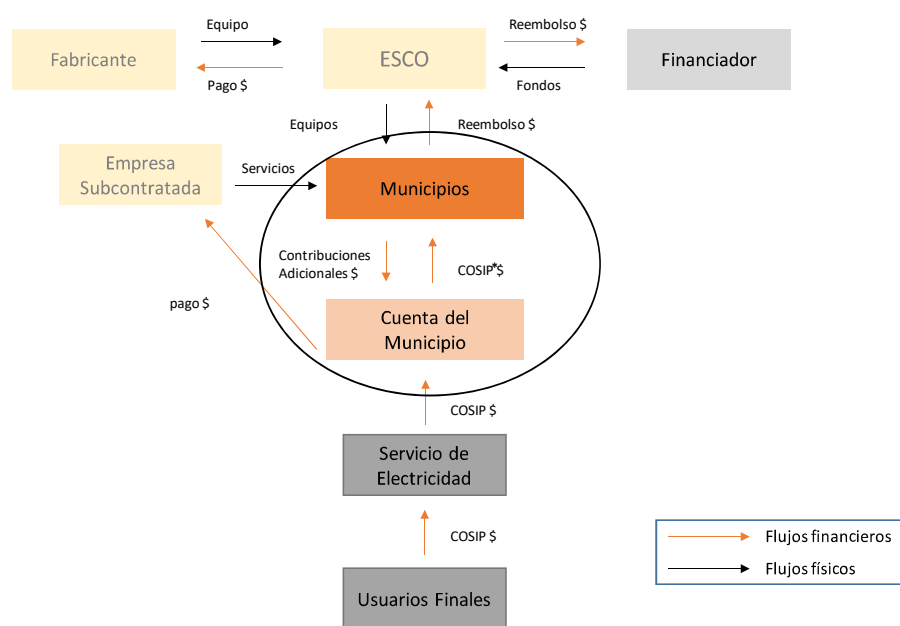 Equipo
Reembolso $
Fabricante
ESCO
Financiador
Pago $
Fondos
Equipos
Reembolso $
Empresa
Subcontratada
Servicios
Municipios
Contribuciones
Adicionales $
COSIP*$
pago $
Cuenta del
Municipio
COSIP $
Servicio de
Electricidad
COSIP $
Flujos financieros
Flujos físicos
Usuarios Finales